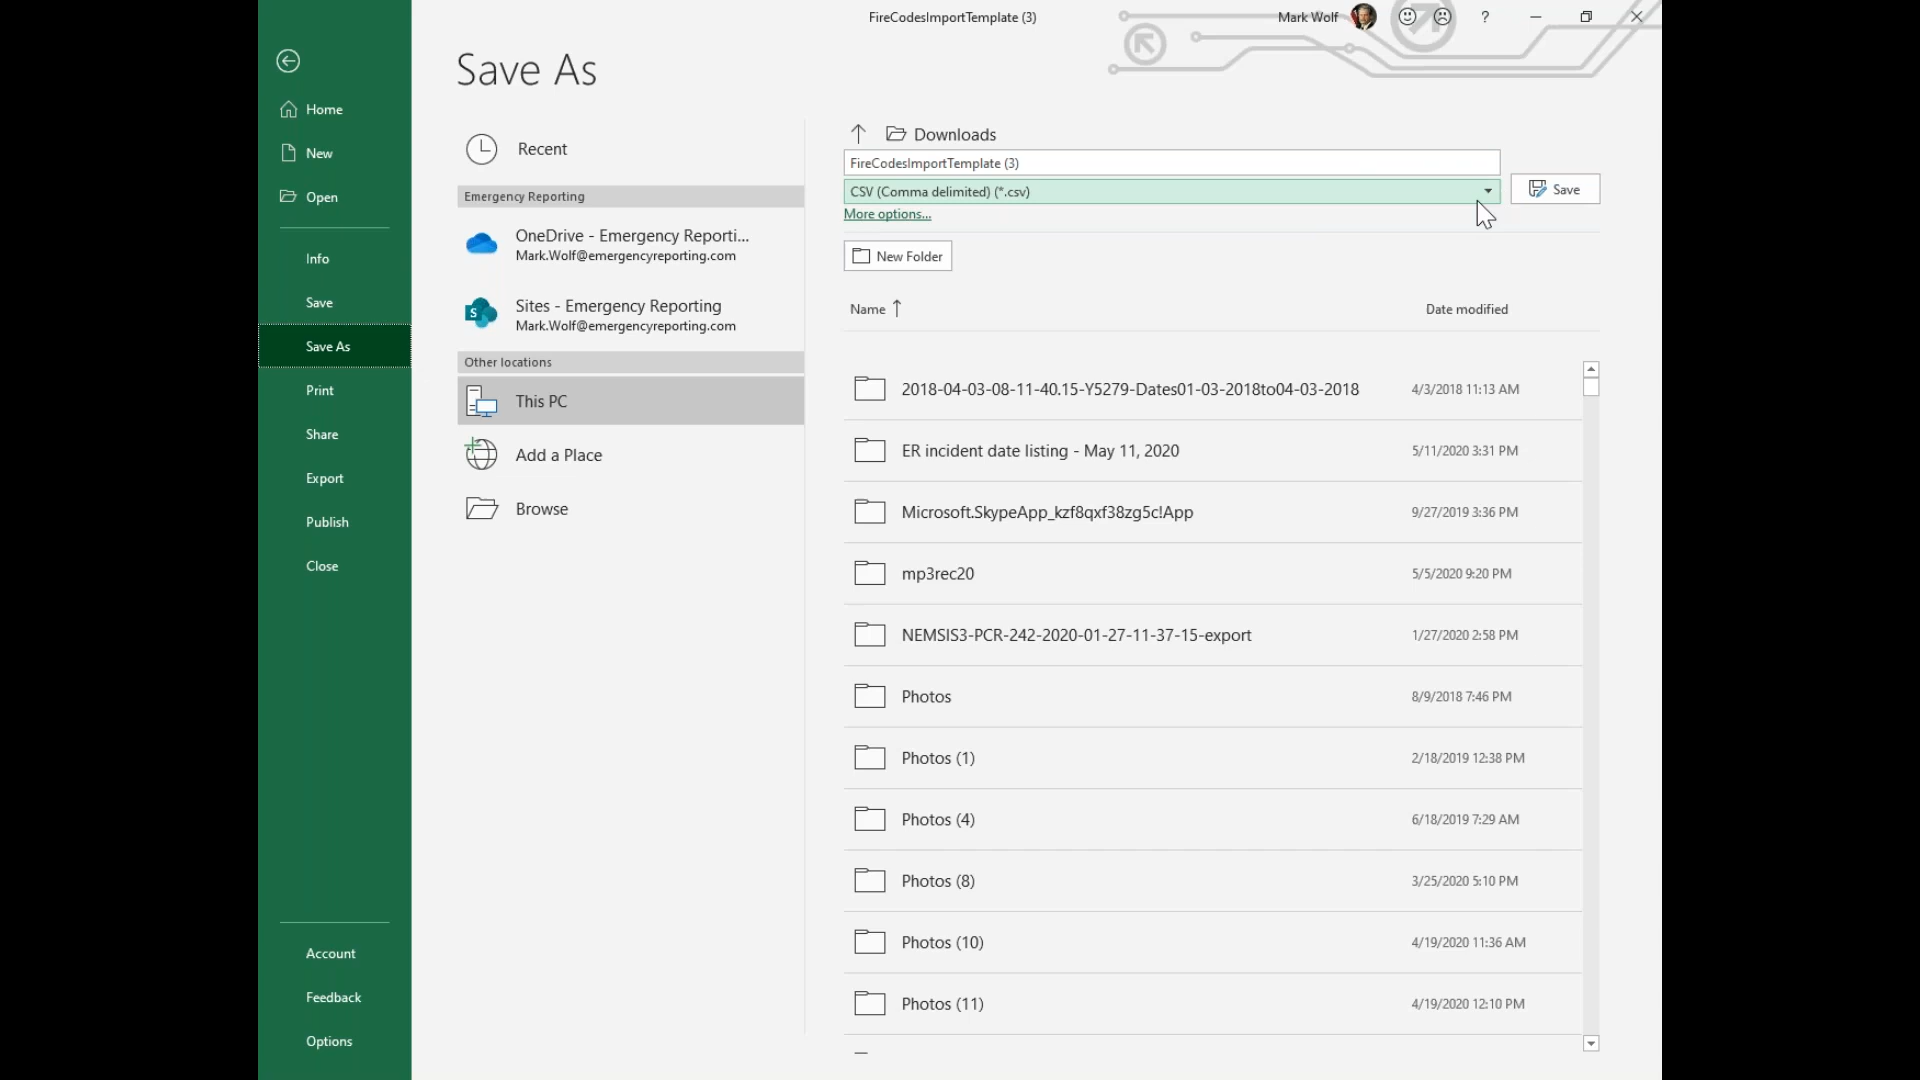 FireCodesImportTemplate (3)
Mark Wolf
?
Save As
Home
New
Open
Info
Save
Save As
Print
Share
Export
Publish
Close
Account
Feedback
Options
Recent
Emergency Reporting
OneDrive - Emergency Reporti...
Mark.Wolf@emergencyreporting.com
S
Sites - Emergency Reporting
Mark.Wolf@emergencyreporting.com
Other locations
This PC
Add a Place
Browse
Downloads
FireCodesImportTemplate (3)
CSV (Comma delimited) (*.csv)
Save
More options...
New Folder
Name Date modified
2018-04-03-08-11-40.15-Y5279-Dates01-03-2018to04-03-2018 4/3/2018 11:13 AM
ER incident date listing - May 11, 2020 5/11/2020 3:31 PM
Microsoft.SkypeApp_kzf8qxf38zg5c!App 9/27/2019 3:36 PM
mp3rec20 5/5/2020 9:20 PM
NEMSIS3-PCR-242-2020-01-27-11-37-15-export 1/27/2020 2:58 PM
Photos 8/9/2018 7:46 PM
Photos (1) 2/18/2019 12:38 PM
Photos (4) 6/18/2019 7:29 AM
Photos (8) 3/25/2020 5:10 PM
Photos (10) 4/19/2020 11:36 AM
Photos (11) 4/19/2020 12:10 PM